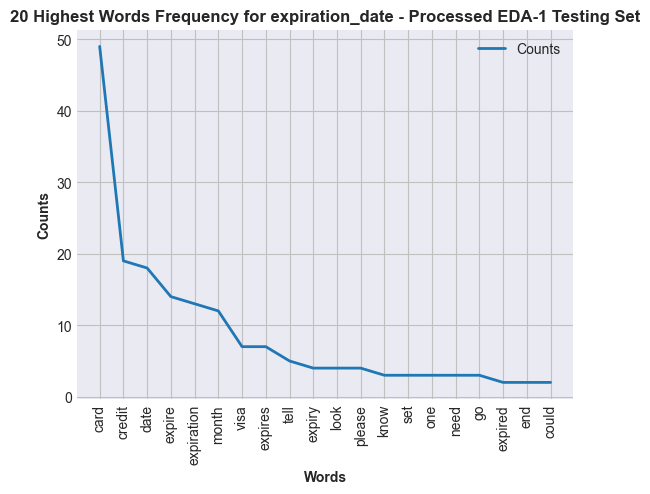 20 Highest Words Frequency for expiration_date - Processed EDA-1 Testing Set
Counts
50
40
30
20
10
0
Counts
card
credit
date
expire
expiration
month
visa
expires
tell
expiry
look
please
know
set
one
need
go
expired
end
could
Words